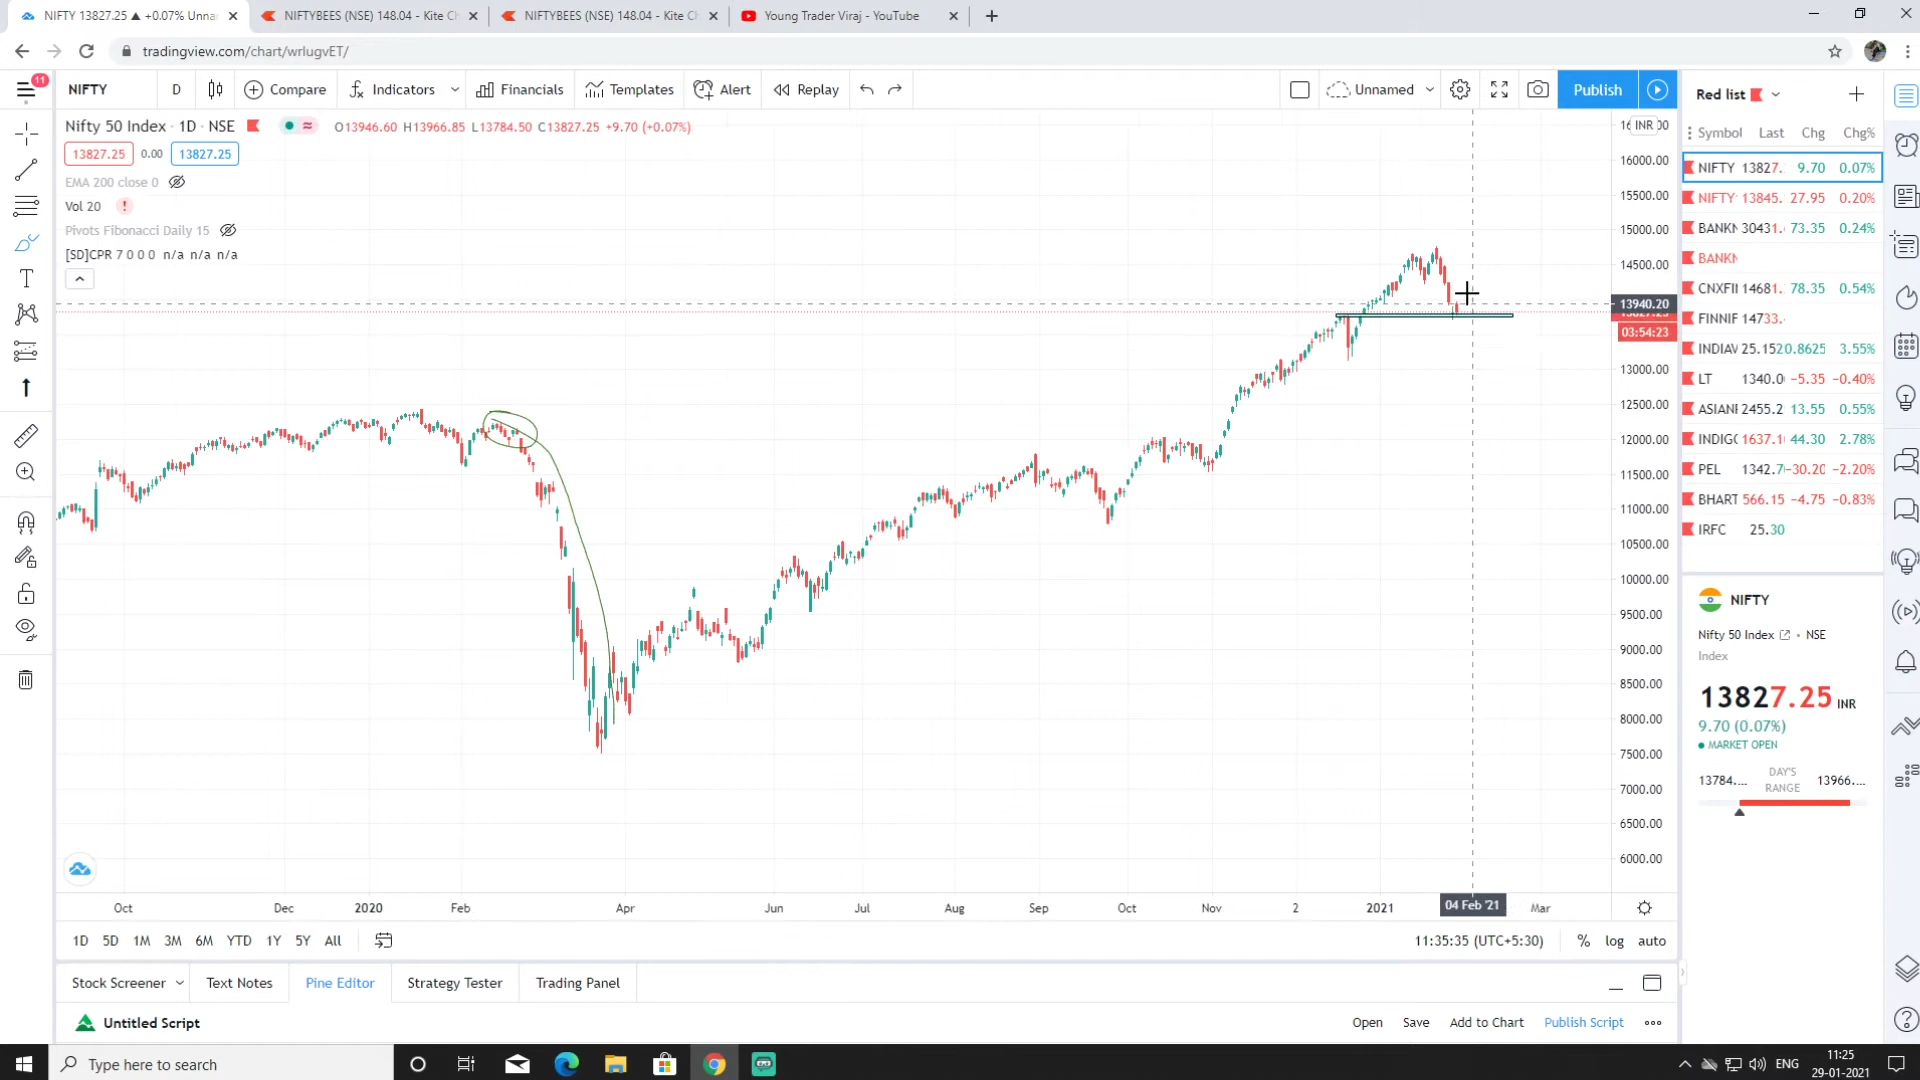 NIFTY 13827.25 ▲ +0.07% Unnar
NIFTYBEES (NSE) 148.04 - Kite Ch
NIFTYBEES (NSE) 148.04 - Kite Ch
Young Trader Viraj - YouTube
tradingview.com/chart/wrlugvET/
11
NIFTY D Compare Indicators Financials Templates Alert Replay Unnamed Publish
Nifty 50 Index · 1D · NSE O13946.60 H13966.85 L13784.50 C13827.25 +9.70 (+0.07%)
13827.25 0.00 13827.25
EMA 200 close 0
Vol 20 !
Pivots Fibonacci Daily 15
[SD]CPR 7 0 0 0 n/a n/a n/a
INR
16000.00
15500.00
15000.00
14500.00
13940.20
03:54:23
13000.00
12500.00
12000.00
11500.00
11000.00
10500.00
10000.00
9500.00
9000.00
8500.00
8000.00
7500.00
7000.00
6500.00
6000.00
Oct Dec 2020 Feb Apr Jun Jul Aug Sep Oct Nov 2 2021 04 Feb '21 Mar
1D 5D 1M 3M 6M YTD 1Y 5Y All 11:35:35 (UTC+5:30) % log auto
Stock Screener Text Notes Pine Editor Strategy Tester Trading Panel
Untitled Script Open Save Add to Chart Publish Script
Red list
Symbol Last Chg Chg%
NIFTY 13827. 9.70 0.07%
NIFTY 13845. 27.95 0.20%
BANKN 30431. 73.35 0.24%
BANKN
CNXFII 14681. 78.35 0.54%
FINNIF 14733.
INDIAV 25.15 20.8625 3.55%
LT 1340.0 −5.35 −0.40%
ASIANI 2455.2 13.55 0.55%
INDIGO 1637.1 44.30 2.78%
PEL 1342.7 −30.20 −2.20%
BHART 566.15 −4.75 −0.83%
IRFC 25.30
NIFTY
Nifty 50 Index · NSE
Index
13827.25 INR
9.70 (0.07%)
MARKET OPEN
13784.... DAY'S RANGE 13966....
Type here to search
ENG
11:25
29-01-2021